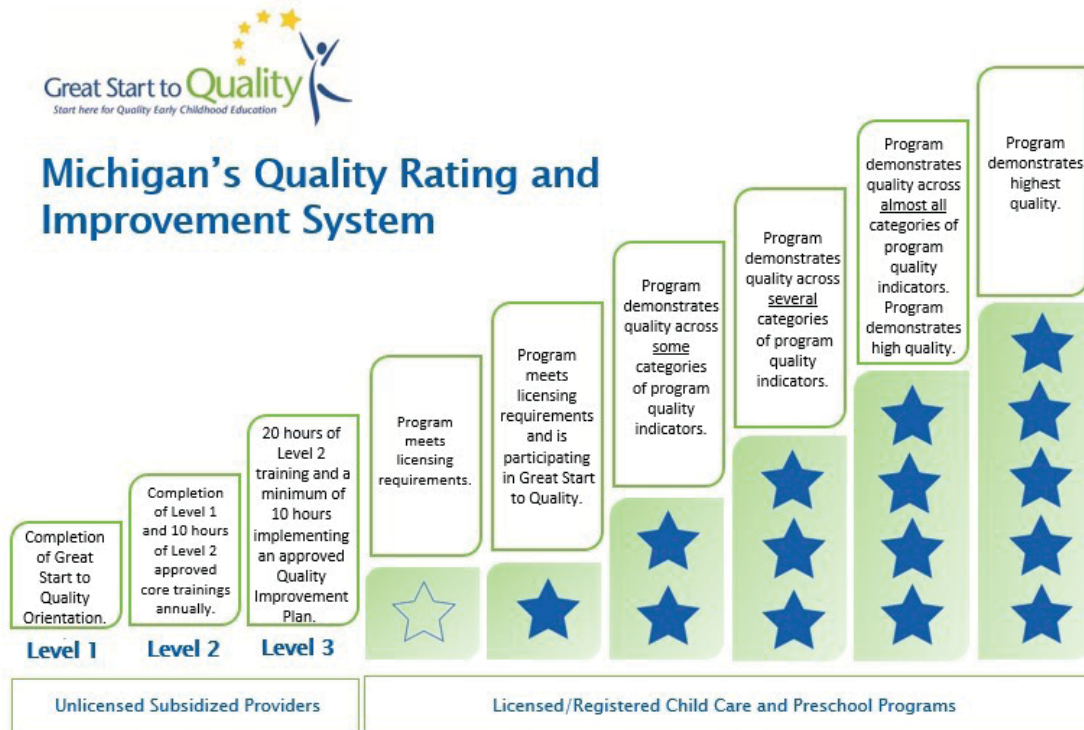 Great Start to Quality
Start here for Quality Early Childhood Education
Michigan's Quality Rating and
Improvement System
Completion
of Great
Start to
Quality
Orientation.
Level 1
Completion
of Level 1
and 10 hours
of Level 2
approved
core trainings
annually.
Level 2
20 hours of
Level 2
training and a
minimum of
10 hours
implementing
an approved
Quality
Improvement
Plan.
Level 3
Program
meets
licensing
requirements.
Program
meets
licensing
requirements
and is
participating
in Great Start
to Quality.
Program
demonstrates
quality across
some
categories
of program
quality
indicators.
Program
demonstrates
quality across
several
categories
of program
quality
indicators.
Program
demonstrates
quality across
almost all
categories of
program
quality
indicators.
Program
demonstrates
high quality.
Program
demonstrates
highest
quality.
Unlicensed Subsidized Providers
Licensed/Registered Child Care and Preschool Programs